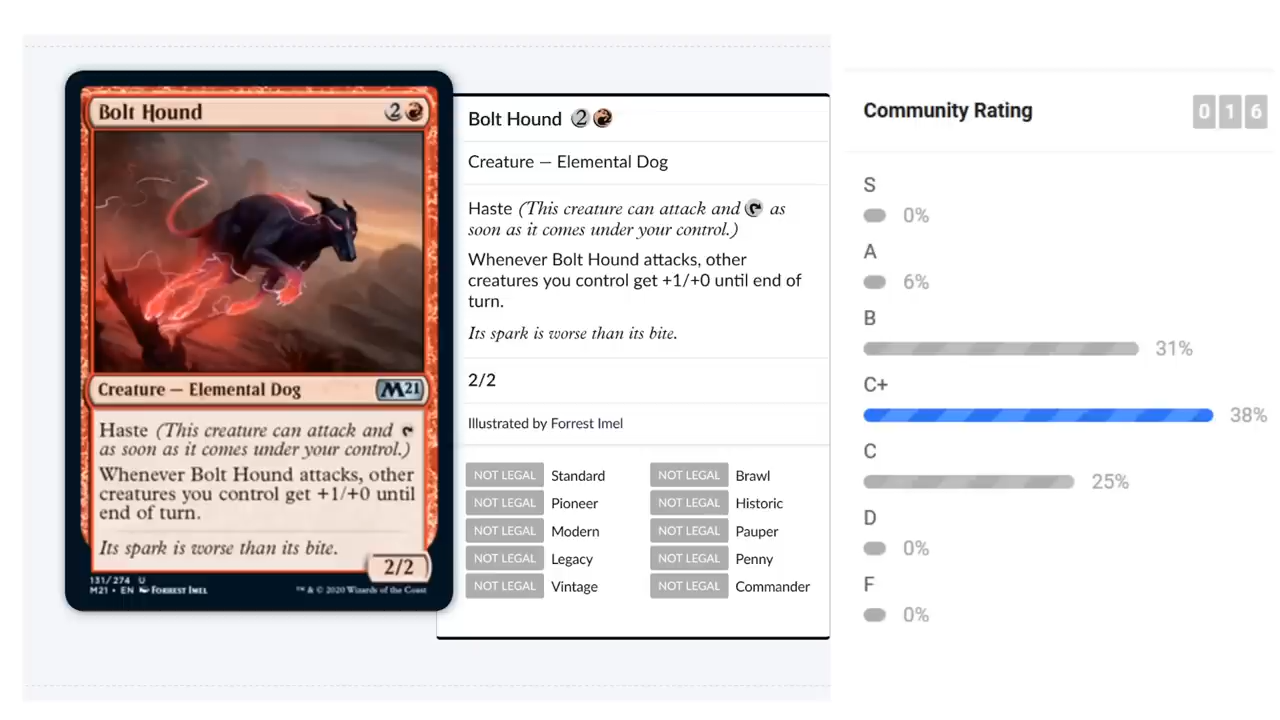 Bolt Hound 2
Creature — Elemental Dog M21
Haste (This creature can attack and
as soon as it comes under your control.)
Whenever Bolt Hound attacks, other
creatures you control get +1/+0 until
end of turn.
Its spark is worse than its bite.
2/2
131/274 U
M21 • EN Forrest Imel
™ & © 2020 Wizards of the Coast
Bolt Hound 2
Creature — Elemental Dog
Haste (This creature can attack and as
soon as it comes under your control.)
Whenever Bolt Hound attacks, other
creatures you control get +1/+0 until end of
turn.
Its spark is worse than its bite.
2/2
Illustrated by Forrest Imel
NOT LEGAL Standard NOT LEGAL Brawl
NOT LEGAL Pioneer NOT LEGAL Historic
NOT LEGAL Modern NOT LEGAL Pauper
NOT LEGAL Legacy NOT LEGAL Penny
NOT LEGAL Vintage NOT LEGAL Commander
Community Rating 0 1 6
S
0%
A
6%
B
31%
C+
38%
C
25%
D
0%
F
0%